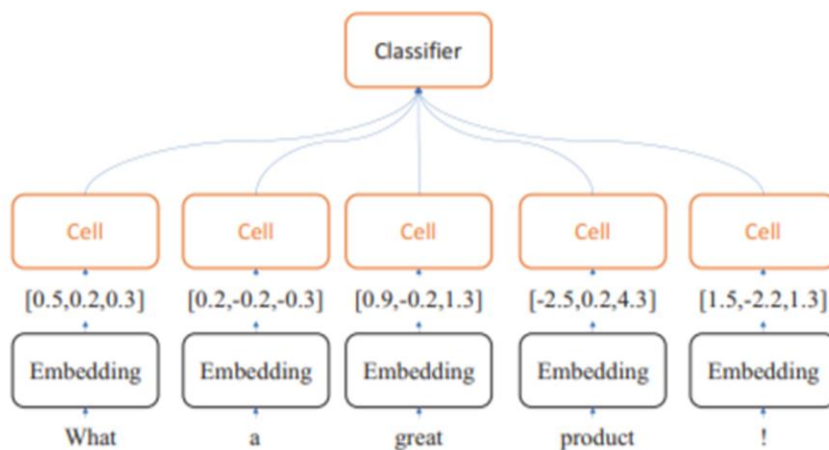 Classifier
Cell Cell Cell Cell Cell
[0.5,0.2,0.3] [0.2,-0.2,-0.3] [0.9,-0.2,1.3] [-2.5,0.2,4.3] [1.5,-2.2,1.3]
Embedding Embedding Embedding Embedding Embedding
What a great product !